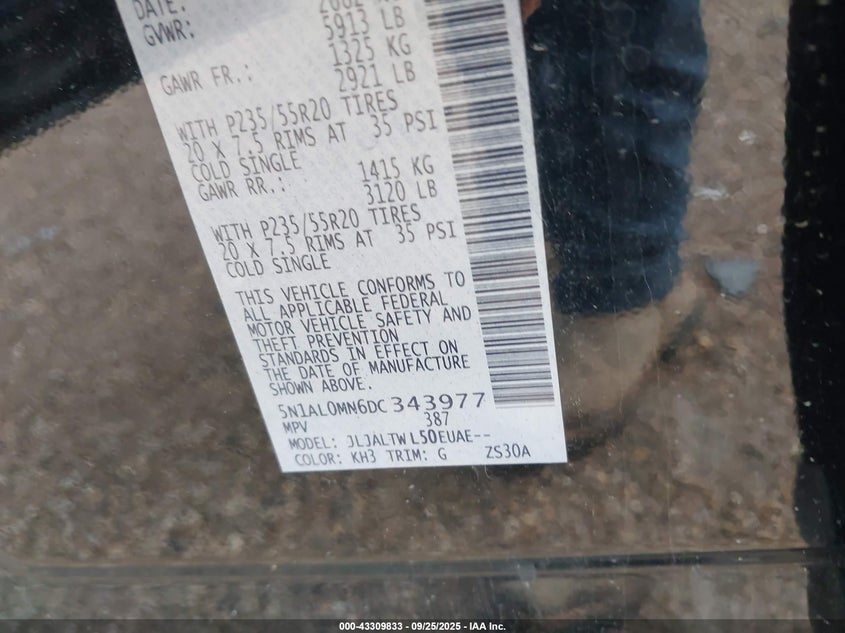 DATE:
GVWR: 5913 LB
1325 KG
GAWR FR.: 2921 LB
WITH P235/55R20 TIRES
20 X 7.5 RIMS AT 35 PSI
COLD SINGLE
1415 KG
GAWR RR.: 3120 LB
WITH P235/55R20 TIRES
20 X 7.5 RIMS AT 35 PSI
COLD SINGLE
THIS VEHICLE CONFORMS TO
ALL APPLICABLE FEDERAL
MOTOR VEHICLE SAFETY AND
THEFT PREVENTION
STANDARDS IN EFFECT ON
THE DATE OF MANUFACTURE
SHOWN ABOVE.
5N1AL0MN6DC343977
MPV 387
MODEL: JLJALTWL50EUAE--
COLOR: KH3 TRIM: G ZS30A
000-43309833 - 09/25/2025 - IAA Inc.